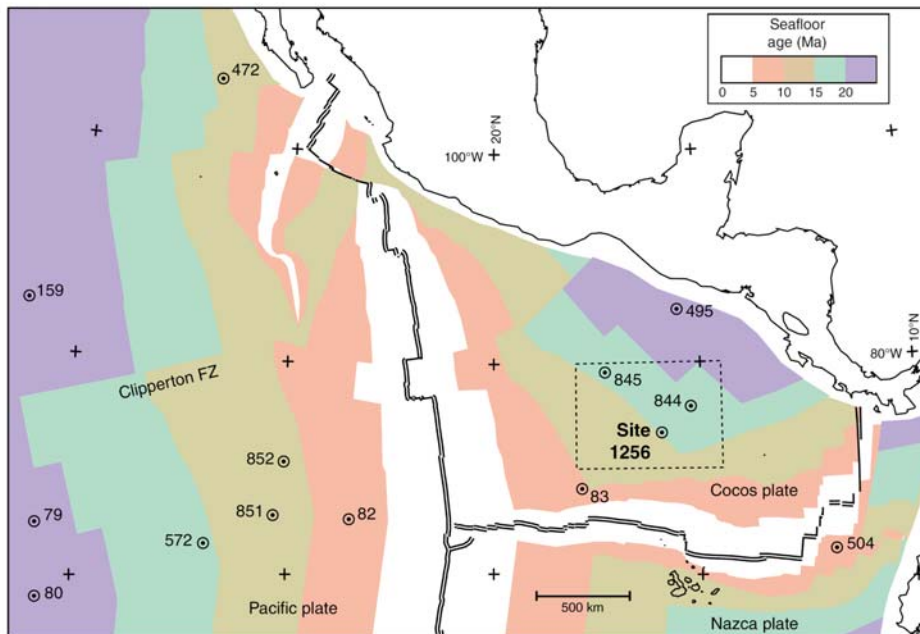 Seafloor
age (Ma)
0 5 10 15 20
472
20°N
100°W
159
495
10°N
80°W
Clipperton FZ
845
844
Site
1256
852
83
Cocos plate
79
851
82
572
504
80
Pacific plate
500 km
Nazca plate